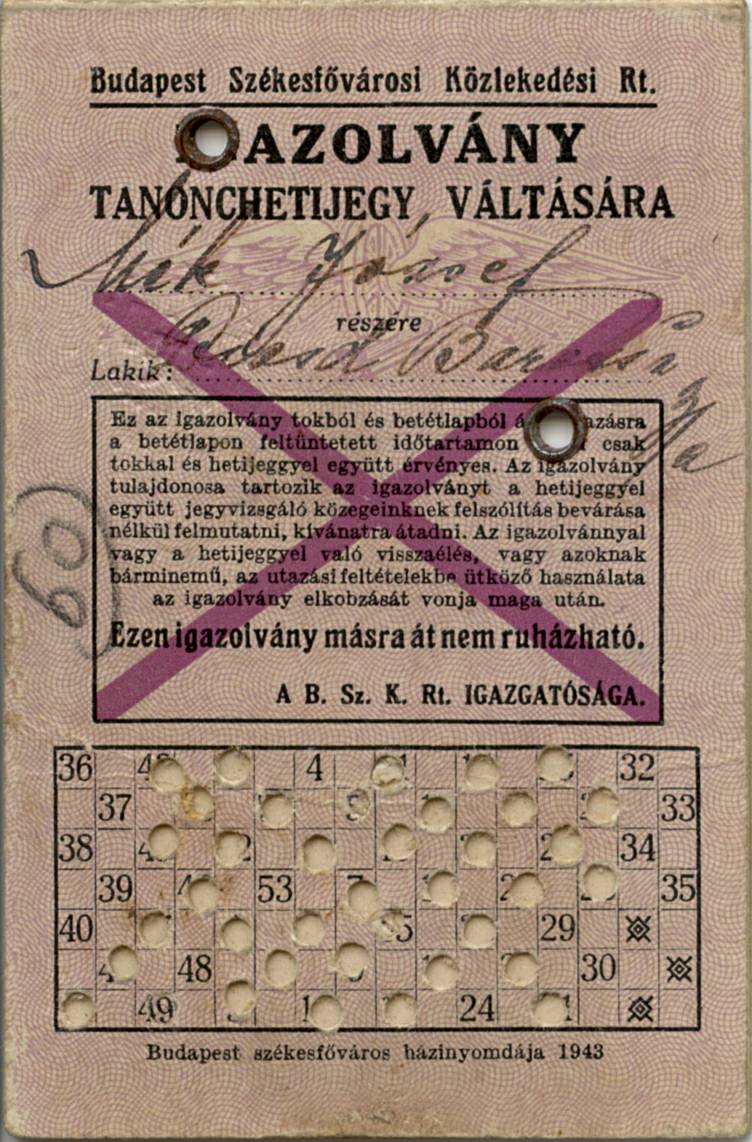 Budapest Székesfővárosi Közlekedési Rt.
AZOLVÁNY
TANONCHETIJEGY VÁLTÁSÁRA
József
részére
Lakik:
Ez az igazolvány tokból és betétlapból á azásra
a betétlapon feltüntetett időtartamon csak
tokkal és hetijeggyel együtt érvényes. Az igazolvány
tulajdonosa tartozik az igazolványt a hetijeggyel
együtt jegyvizsgáló közegeinknek felszólítás bevárása
nélkül felmutatni, kívánatra átadni. Az igazolvánnyal
vagy a hetijeggyel való visszaélés, vagy azoknak
bárminemű, az utazási feltételekbe ütköző használata
az igazolvány elkobzását vonja maga után.
Ezen igazolvány másra át nem ruházható.
A B. Sz. K. Rt. IGAZGATÓSÁGA.
69
36 4 32
37 33
38 34
39 53 35
40 29
48 30
49 24
Budapest székesfőváros házinyomdája 1943